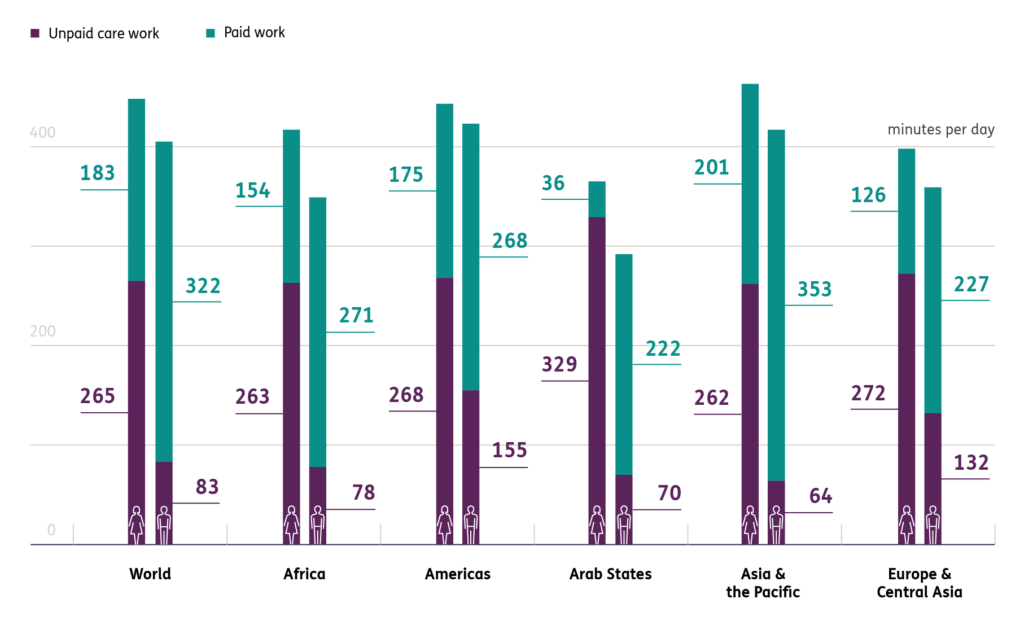 Unpaid care work
Paid work
minutes per day
400
200
0
183
322
265
83
154
271
263
78
175
268
268
155
36
222
329
70
201
353
262
64
126
227
272
132
World
Africa
Americas
Arab States
Asia &
the Pacific
Europe &
Central Asia